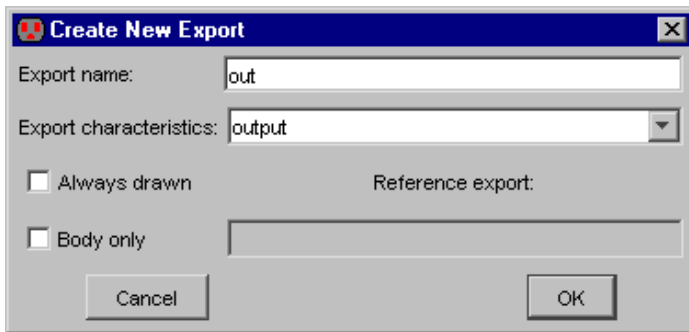 Create New Export
Export name: out
Export characteristics: output
Always drawn Reference export:
Body only
Cancel OK